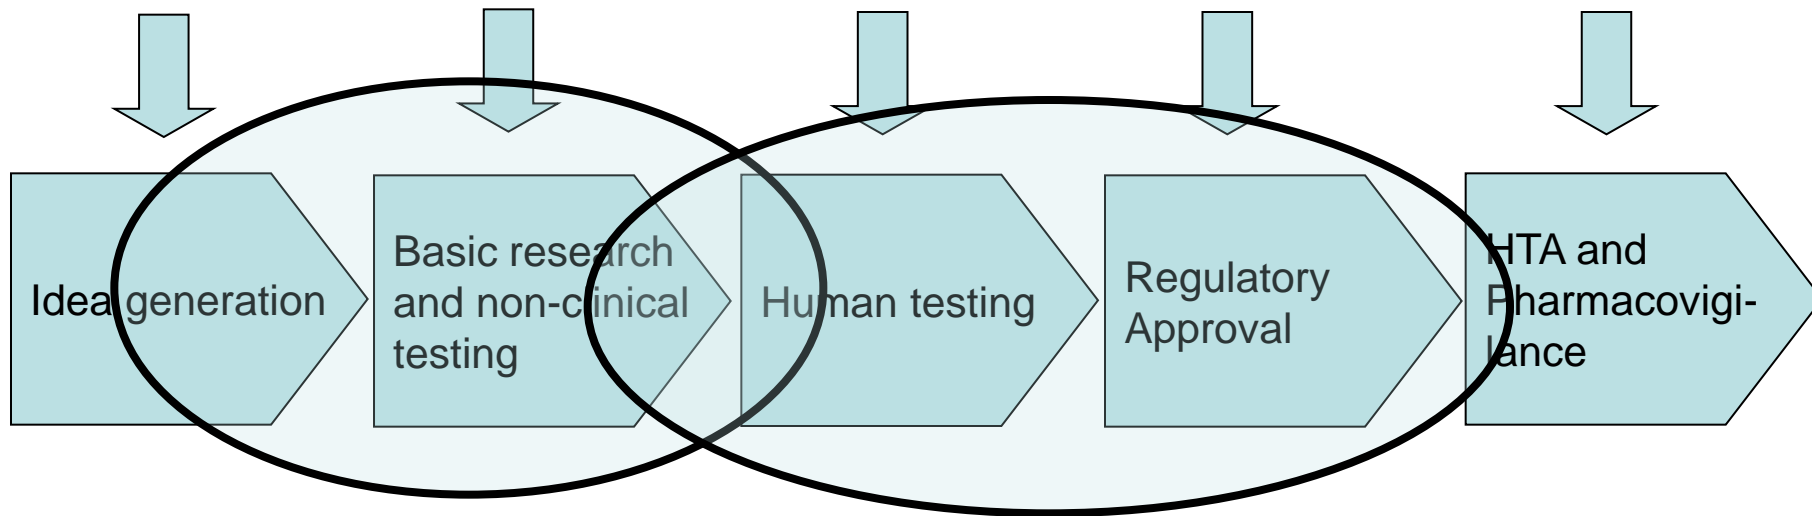 Idea generation
Basic research
and non-clinical
testing
Human testing
Regulatory
Approval
HTA and
Pharmacovigi-
lance